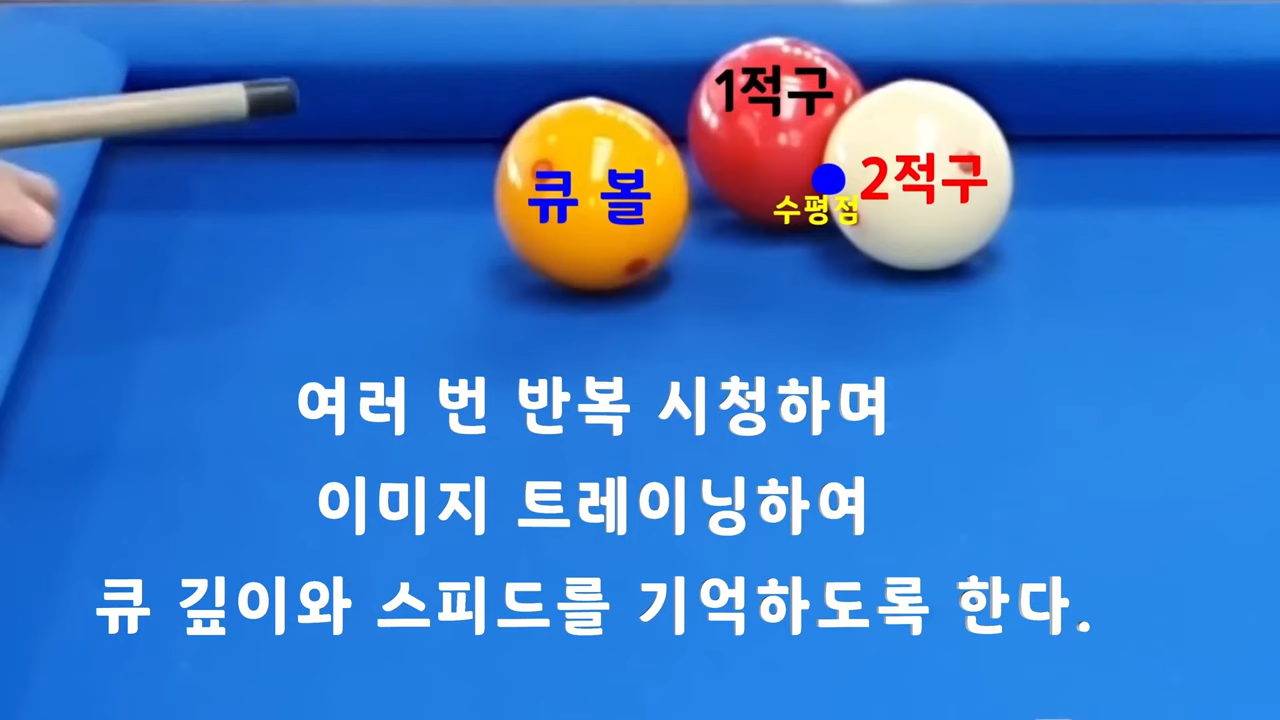 1적구
큐 볼
2적구
수평점
여러 번 반복 시청하며
이미지 트레이닝하여
큐 깊이와 스피드를 기억하도록 한다.